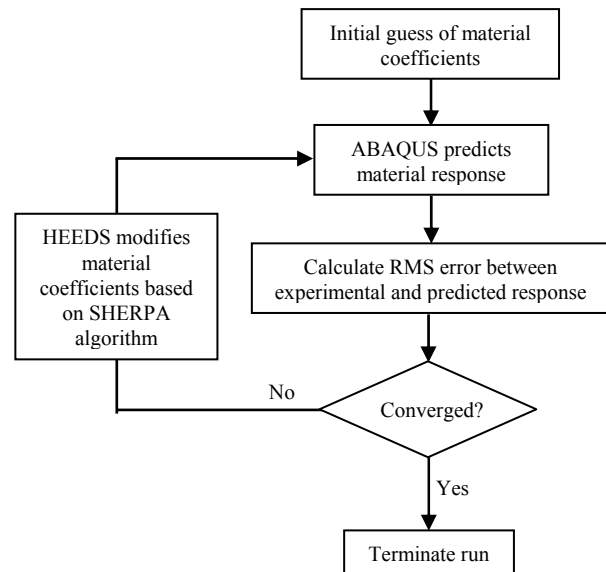 Initial guess of material
coefficients
ABAQUS predicts
material response
HEEDS modifies
material
coefficients based
on SHERPA
algorithm
Calculate RMS error between
experimental and predicted response
No
Converged?
Yes
Terminate run